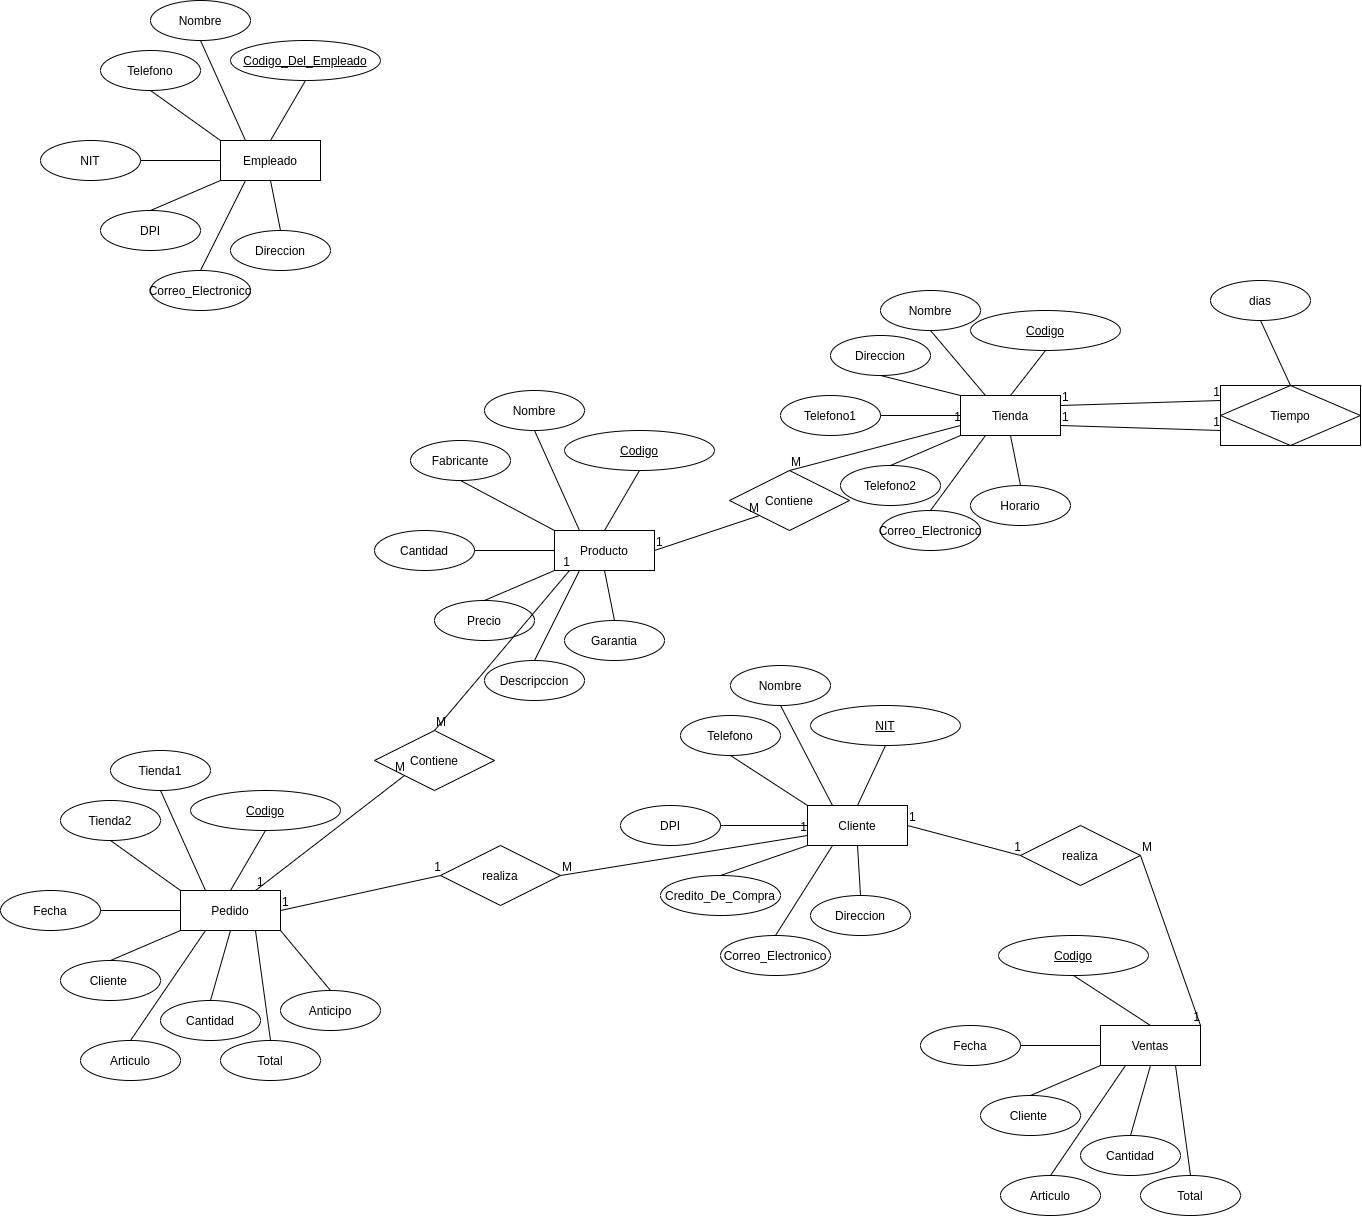 Nombre
Codigo_Del_Empleado
Telefono
NIT
Empleado
DPI
Direccion
Correo_Electronico
dias
Nombre
Codigo
Direccion
Telefono1
1
Tienda
1
1
1
1
Tiempo
M
Telefono2
Contiene
M
Horario
Correo_Electronico
Nombre
Codigo
Fabricante
Cantidad
Producto
1
1
Precio
Garantia
Descripccion
M
Contiene
M
Nombre
NIT
Telefono
DPI
1
Cliente
1
Credito_De_Compra
Direccion
Correo_Electronico
1
realiza
M
Tienda1
Codigo
Tienda2
1
realiza
M
1
Fecha
Pedido
1
Cliente
Cantidad
Anticipo
Articulo
Total
Codigo
1
Fecha
Ventas
Cliente
Cantidad
Articulo
Total